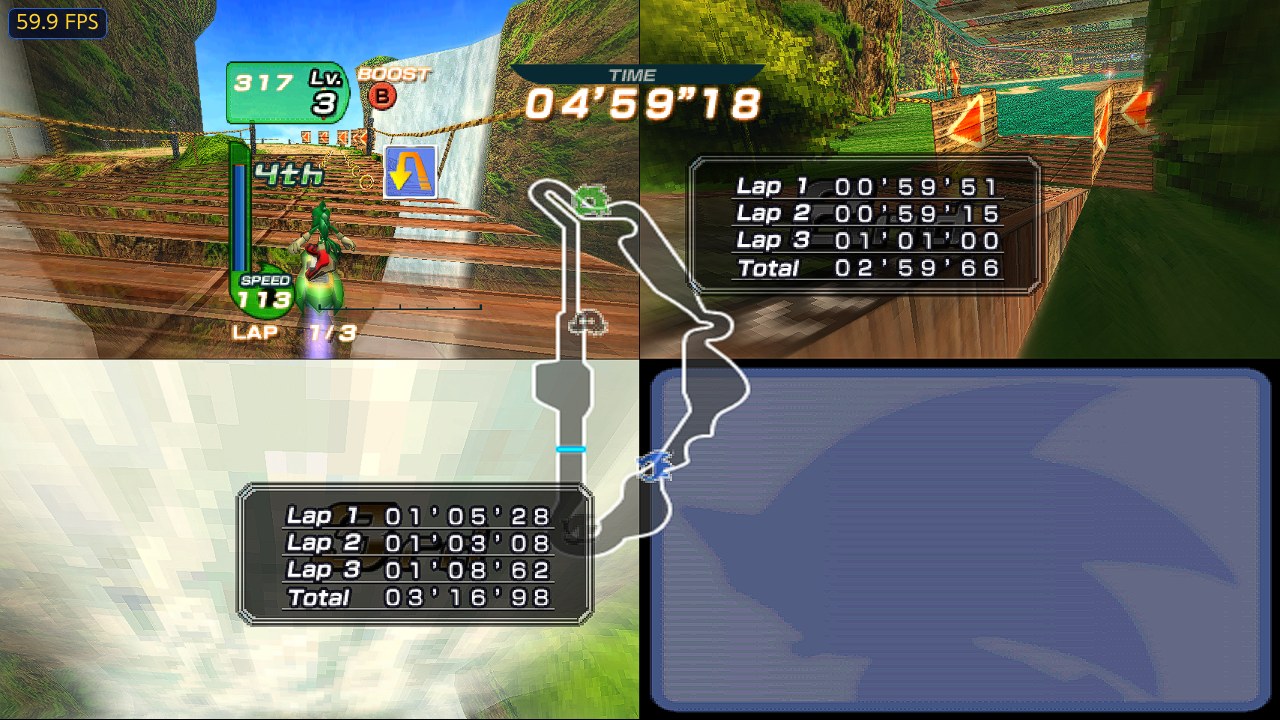 59.9 FPS
317 Lv. 3
BOOST
B
TIME
04'59"18
4th
SPEED
113
LAP 1/3
Lap 1 00'59'51
Lap 2 00'59'15
Lap 3 01'01'00
Total 02'59'66
Lap 1 01'05'28
Lap 2 01'03'08
Lap 3 01'08'62
Total 03'16'98